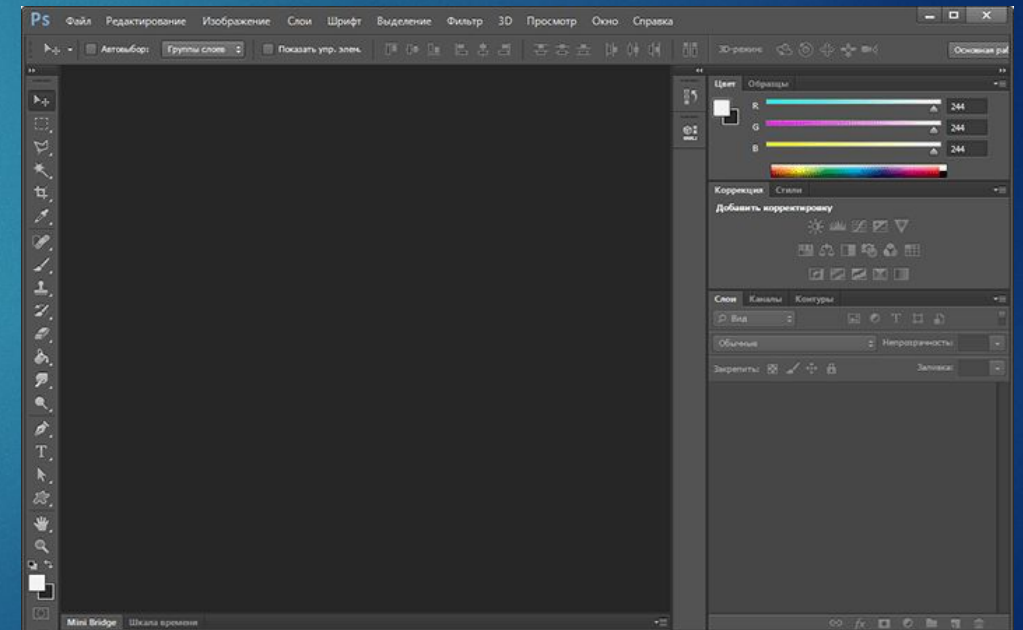 Ps Файл Редактирование Изображение Слои Шрифт Выделение Фильтр 3D Просмотр Окно Справка
Автовыбор: Группы слоев Показать упр. элем. 3D-режим: Основная
Цвет Образцы
R 244
G 244
B 244
Коррекция Стили
Добавить корректировку
Слои Каналы Контуры
Вид T
Обычные Непрозрачность:
Закрепить: Заливка:
T
Mini Bridge Шкала времени
fx